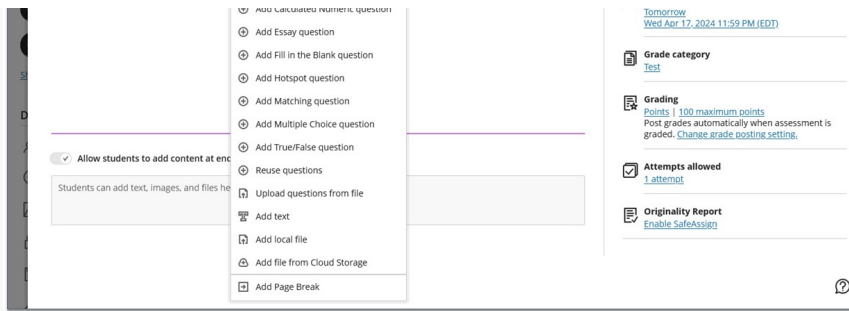 Add Calculated Numeric question
Add Essay question
Add Fill in the Blank question
Add Hotspot question
Add Matching question
Add Multiple Choice question
Add True/False question
Reuse questions
Upload questions from file
Add text
Add local file
Add file from Cloud Storage
Add Page Break
Allow students to add content at end
Students can add text, images, and files he
Tomorrow
Wed Apr 17, 2024 11:59 PM (EDT)
Grade category
Test
Grading
Points | 100 maximum points
Post grades automatically when assessment is
graded. Change grade posting setting.
Attempts allowed
1 attempt
Originality Report
Enable SafeAssign